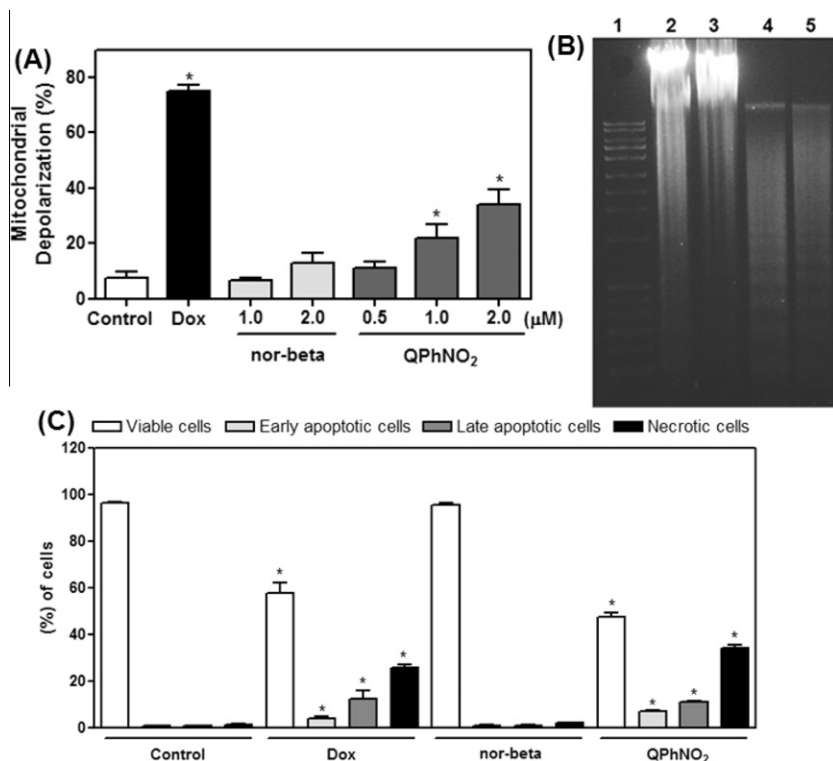 (A)
Mitochondrial
Depolarization (%)
80
60
40
20
0
*
*
*
Control
Dox
1.0
2.0
0.5
1.0
2.0
(μM)
nor-beta
QPhNO₂
(B)
1 2 3 4 5
(C)
Viable cells
Early apoptotic cells
Late apoptotic cells
Necrotic cells
(%) of cells
120
100
80
60
40
20
0
*
*
*
*
*
*
*
*
Control
Dox
nor-beta
QPhNO₂